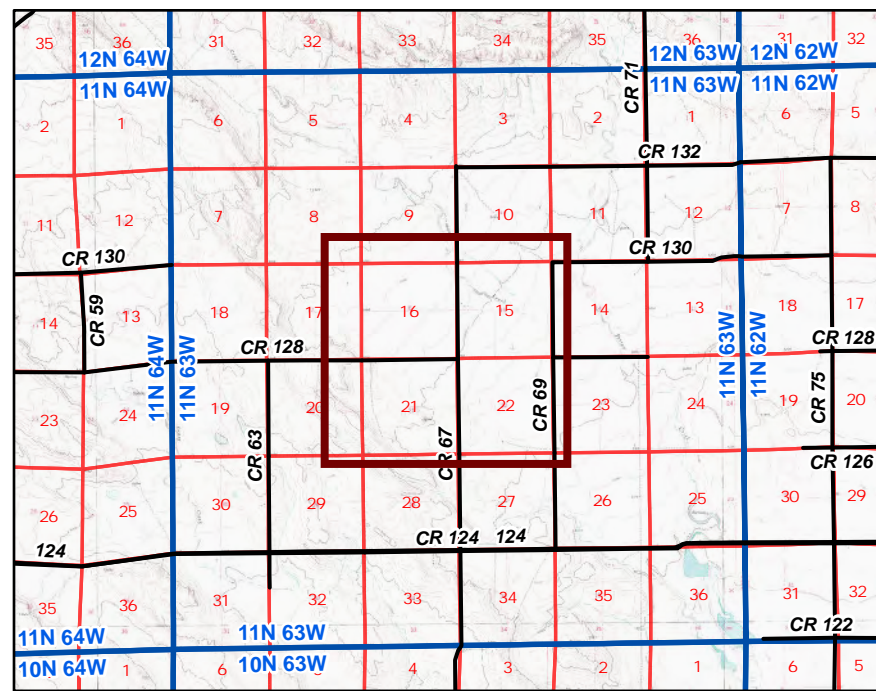 35 36 31 32 33 34 35 36 31 32
12N 64W 12N 63W 12N 62W
11N 64W 11N 63W 11N 62W
CR 71
2 1 6 5 4 3 2 1 6 5
CR 132
11 12 7 8 9 10 11 12 7 8
CR 130 CR 130
CR 59
14 13 18 17 16 15 14 13 18 17
11N 64W 11N 63W 11N 63W 11N 62W
CR 128 CR 128
23 24 19 20 21 22 23 24 19 20
CR 63 CR 67 CR 69 CR 75
CR 126
26 25 30 29 28 27 26 25 30 29
124 CR 124 124
35 36 31 32 33 34 35 36 31 32
CR 122
11N 64W 11N 63W
10N 64W 10N 63W
1 6 4 3 2 1 6 5